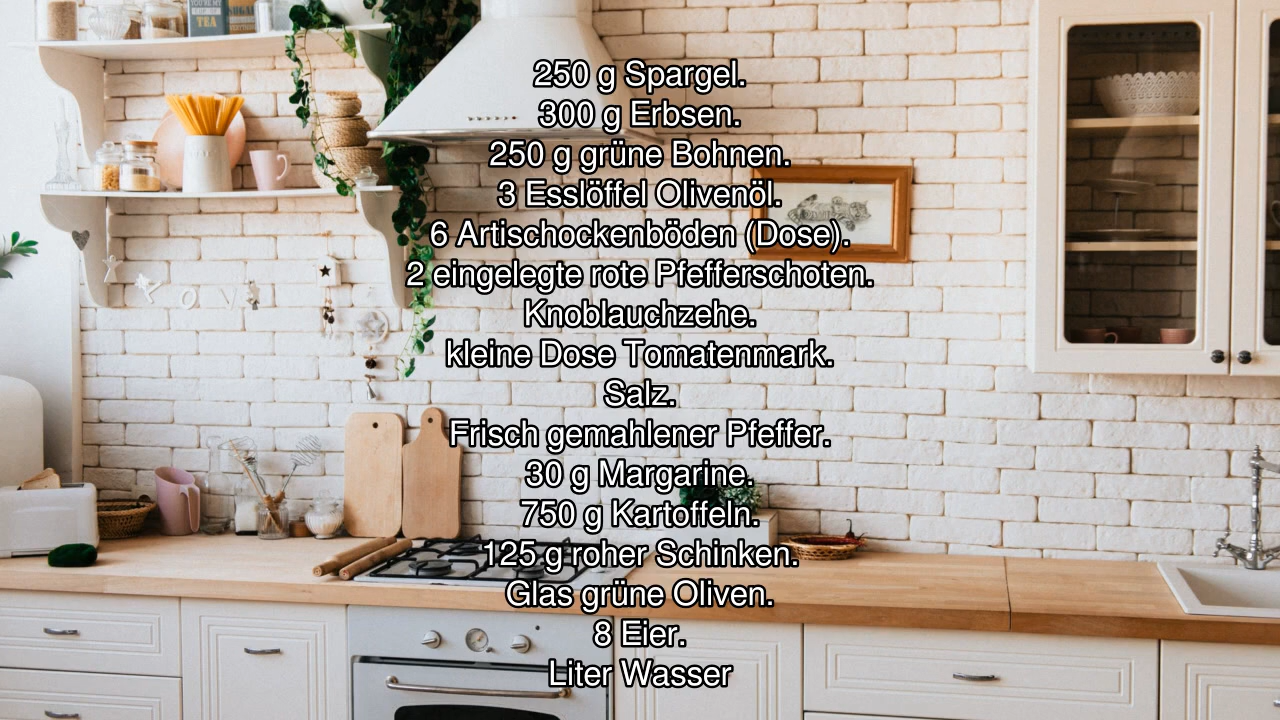 250 g Spargel.
300 g Erbsen.
250 g grüne Bohnen.
3 Esslöffel Olivenöl.
6 Artischockenböden (Dose).
2 eingelegte rote Pfefferschoten.
Knoblauchzehe.
kleine Dose Tomatenmark.
Salz.
Frisch gemahlener Pfeffer.
30 g Margarine.
750 g Kartoffeln.
125 g roher Schinken.
Glas grüne Oliven.
8 Eier.
Liter Wasser